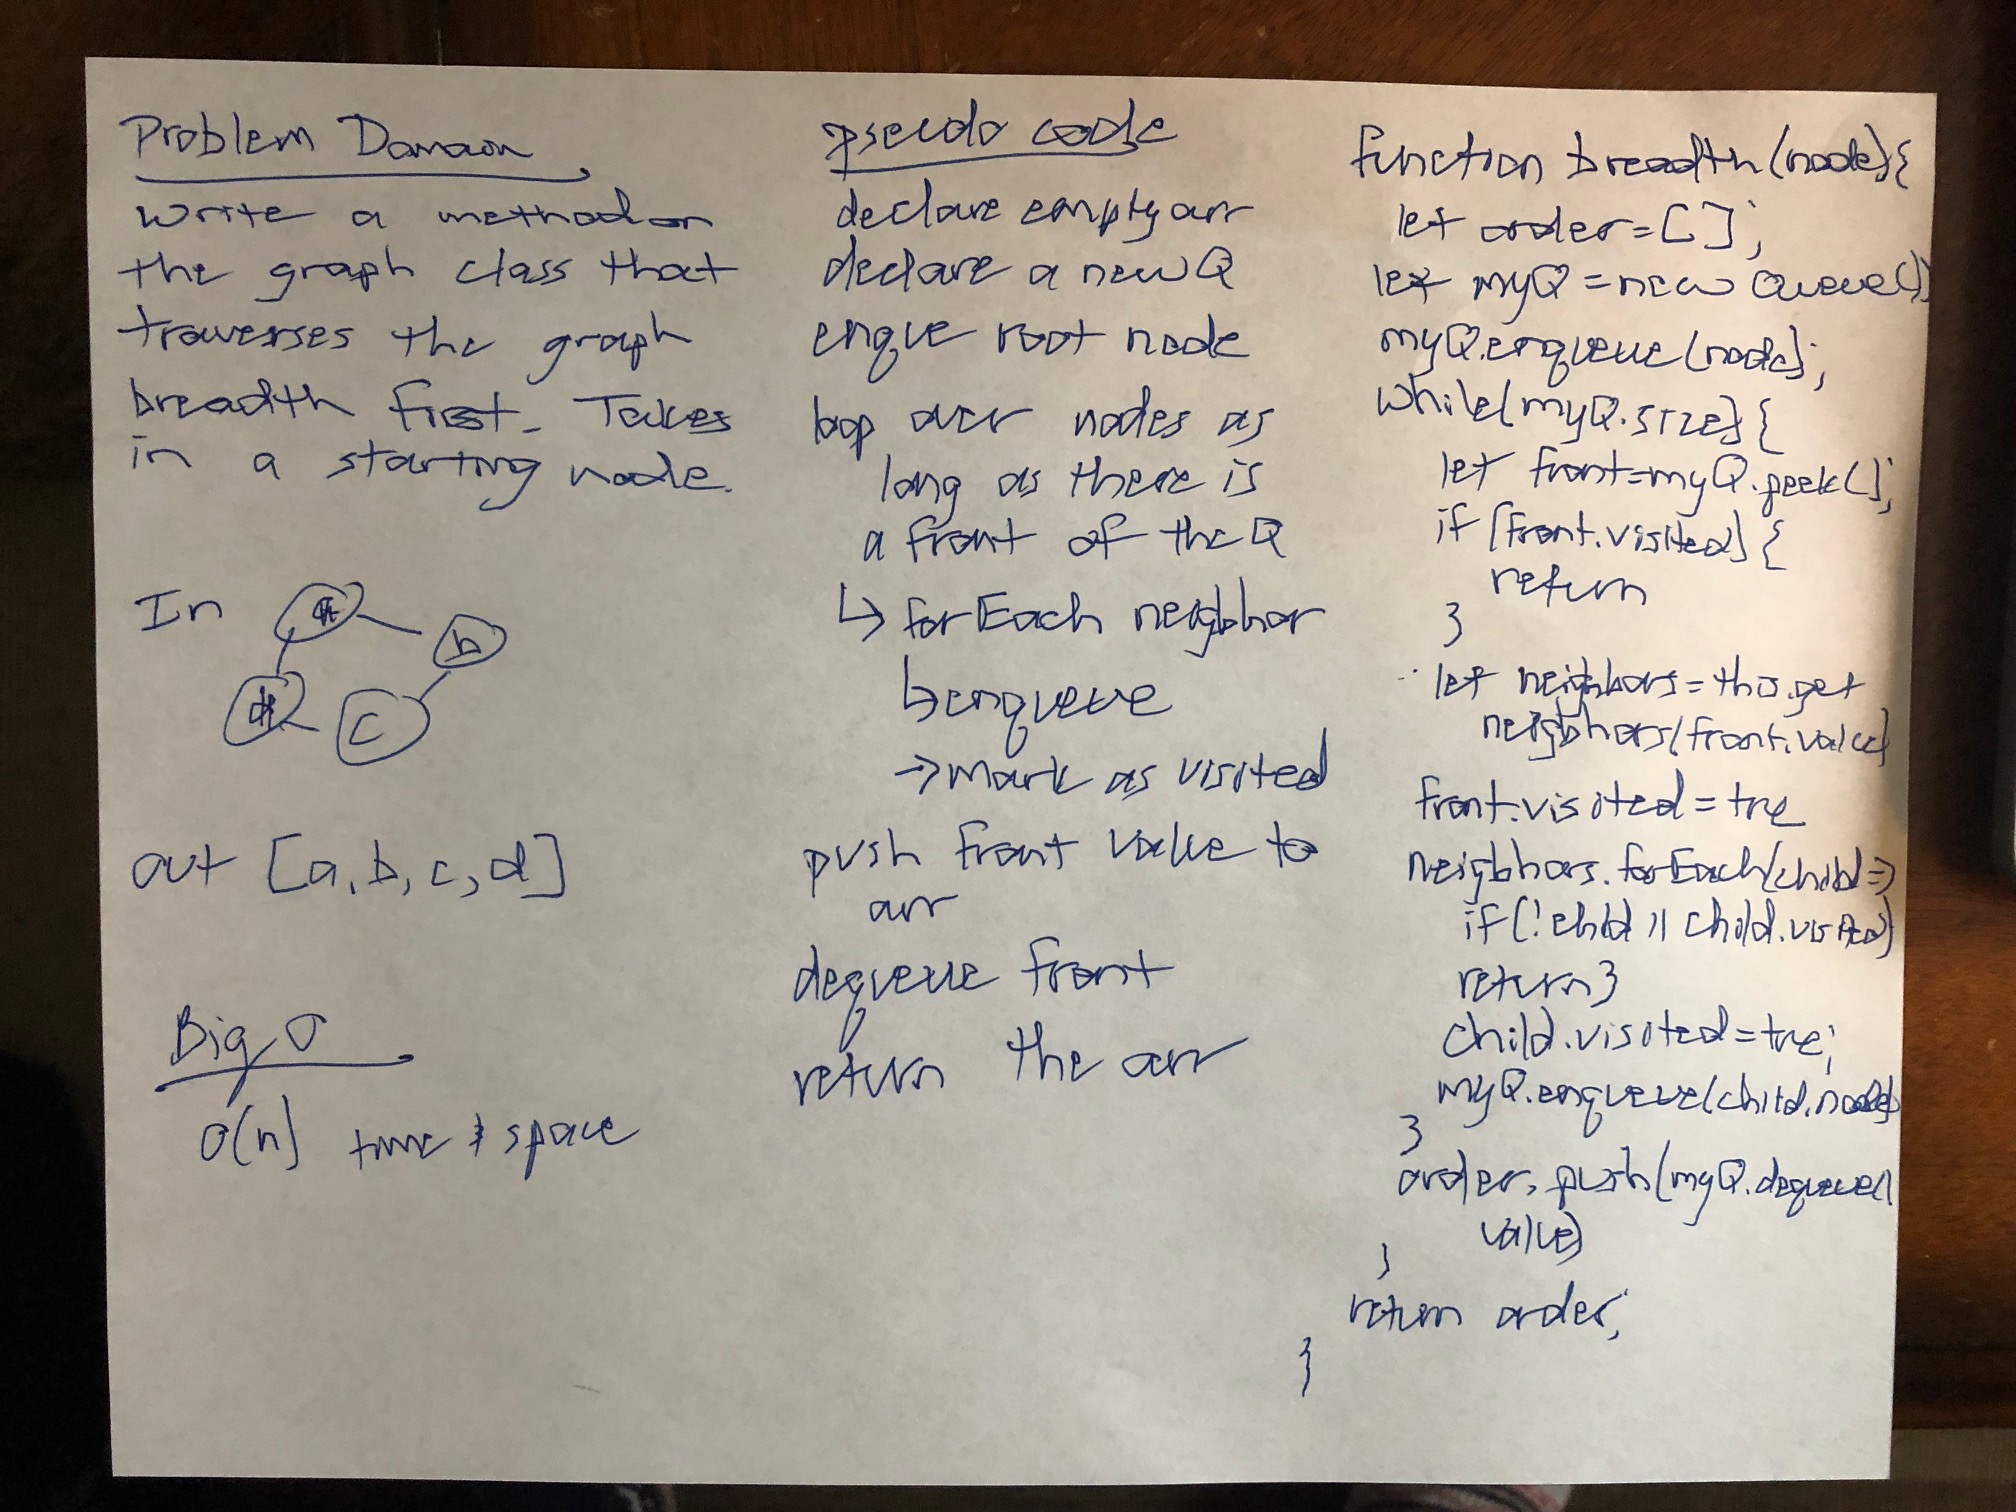 Problem Domain
write a method on
the graph class that
traverses the graph
breadth first. Takes
in a starting node.
In
a
b
d
c
out [a, b, c, d]
Big O
O(n) time & space
Pseudo code
declare empty arr
declare a new Q
enque root node
loop over nodes as
long as there is
a front of the Q
↳ for Each neighbor
↳ enqueue
→ mark as visited
push front value to
arr
dequeue front
return the arr
function breadth(node){
let order = [];
let myQ = new Queue();
myQ.enqueue(node);
while(myQ.size){
let front = myQ.peek();
if (front.visited){
return
}
let neighbors = this.get
neighbors(front.value)
front.visited = true
neighbors.forEach(child =>
if(!child || child.visited)
return}
child.visited = true;
myQ.enqueue(child.node)
}
order.push(myQ.dequeue()
value)
}
return order;
}